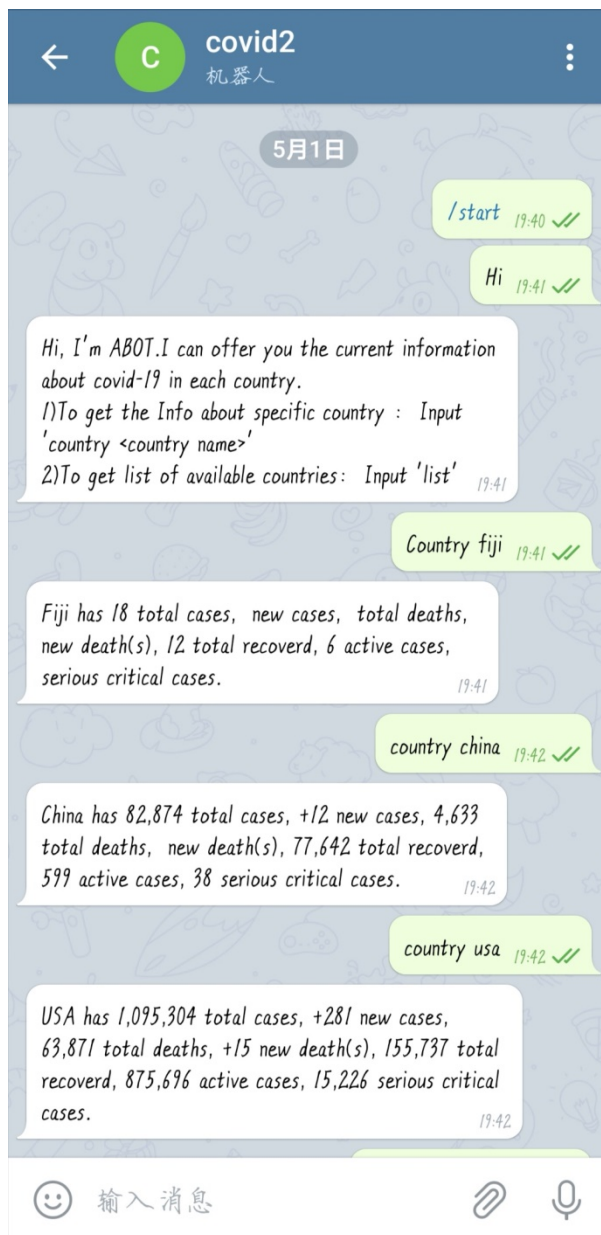 C
covid2
机器人
5月1日
/start 19:40
Hi 19:41
Hi, I'm ABOT.I can offer you the current information
about covid-19 in each country.
1)To get the Info about specific country : Input
'country <country name>'
2)To get list of available countries: Input 'list' 19:41
Country fiji 19:41
Fiji has 18 total cases, new cases, total deaths,
new death(s), 12 total recoverd, 6 active cases,
serious critical cases. 19:41
country china 19:42
China has 82,874 total cases, +12 new cases, 4,633
total deaths, new death(s), 77,642 total recoverd,
599 active cases, 38 serious critical cases. 19:42
country usa 19:42
USA has 1,095,304 total cases, +281 new cases,
63,871 total deaths, +15 new death(s), 155,737 total
recoverd, 875,696 active cases, 15,226 serious critical
cases. 19:42
输入消息